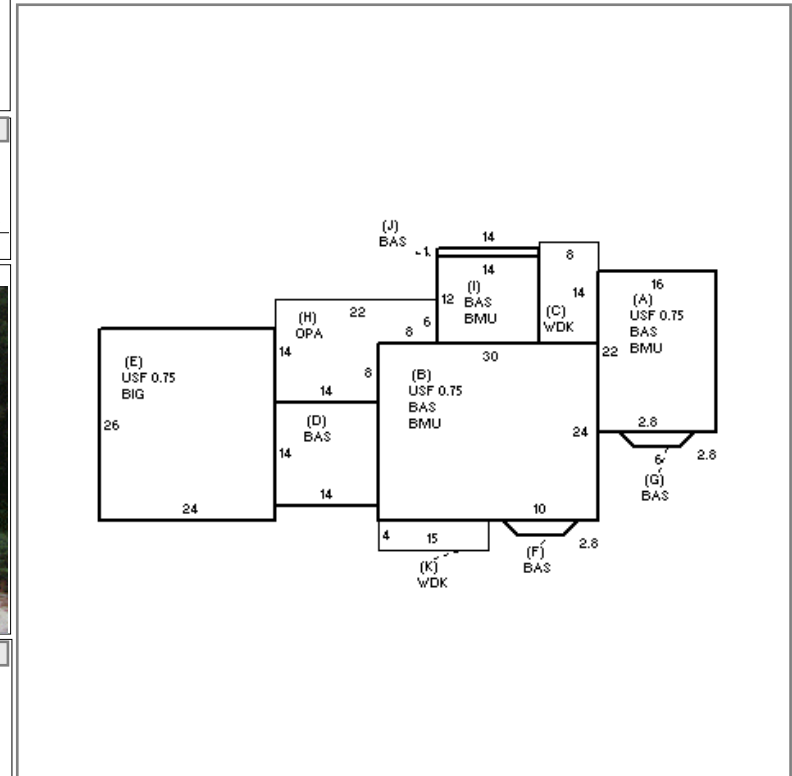 (J)
BAS
14
1
14
8
(I)
BAS
BMU
12
14
(C)
WDK
16
(A)
USF 0.75
BAS
BMU
22
22
(H)
OPA
6
8
14
8
14
30
(B)
USF 0.75
BAS
BMU
24
(E)
USF 0.75
BIG
26
24
(D)
BAS
14
14
2.8
6
2.8
(G)
BAS
10
4
15
2.8
(F)
BAS
(K)
WDK